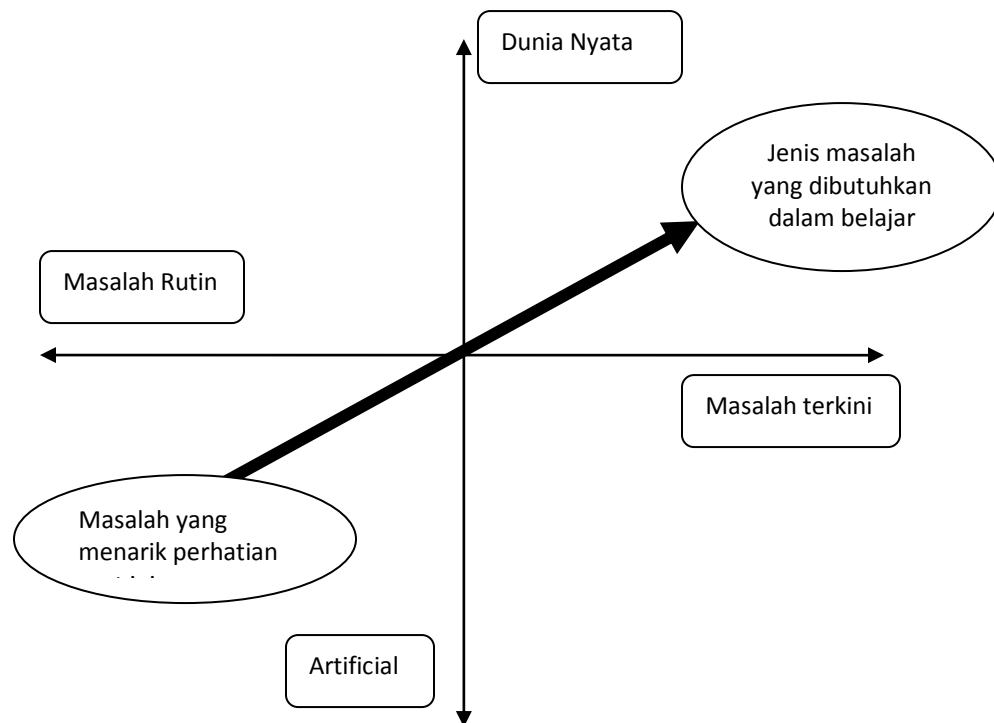 Dunia Nyata
Jenis masalah
yang dibutuhkan
dalam belajar
Masalah Rutin
Masalah terkini
Masalah yang
menarik perhatian
Artificial